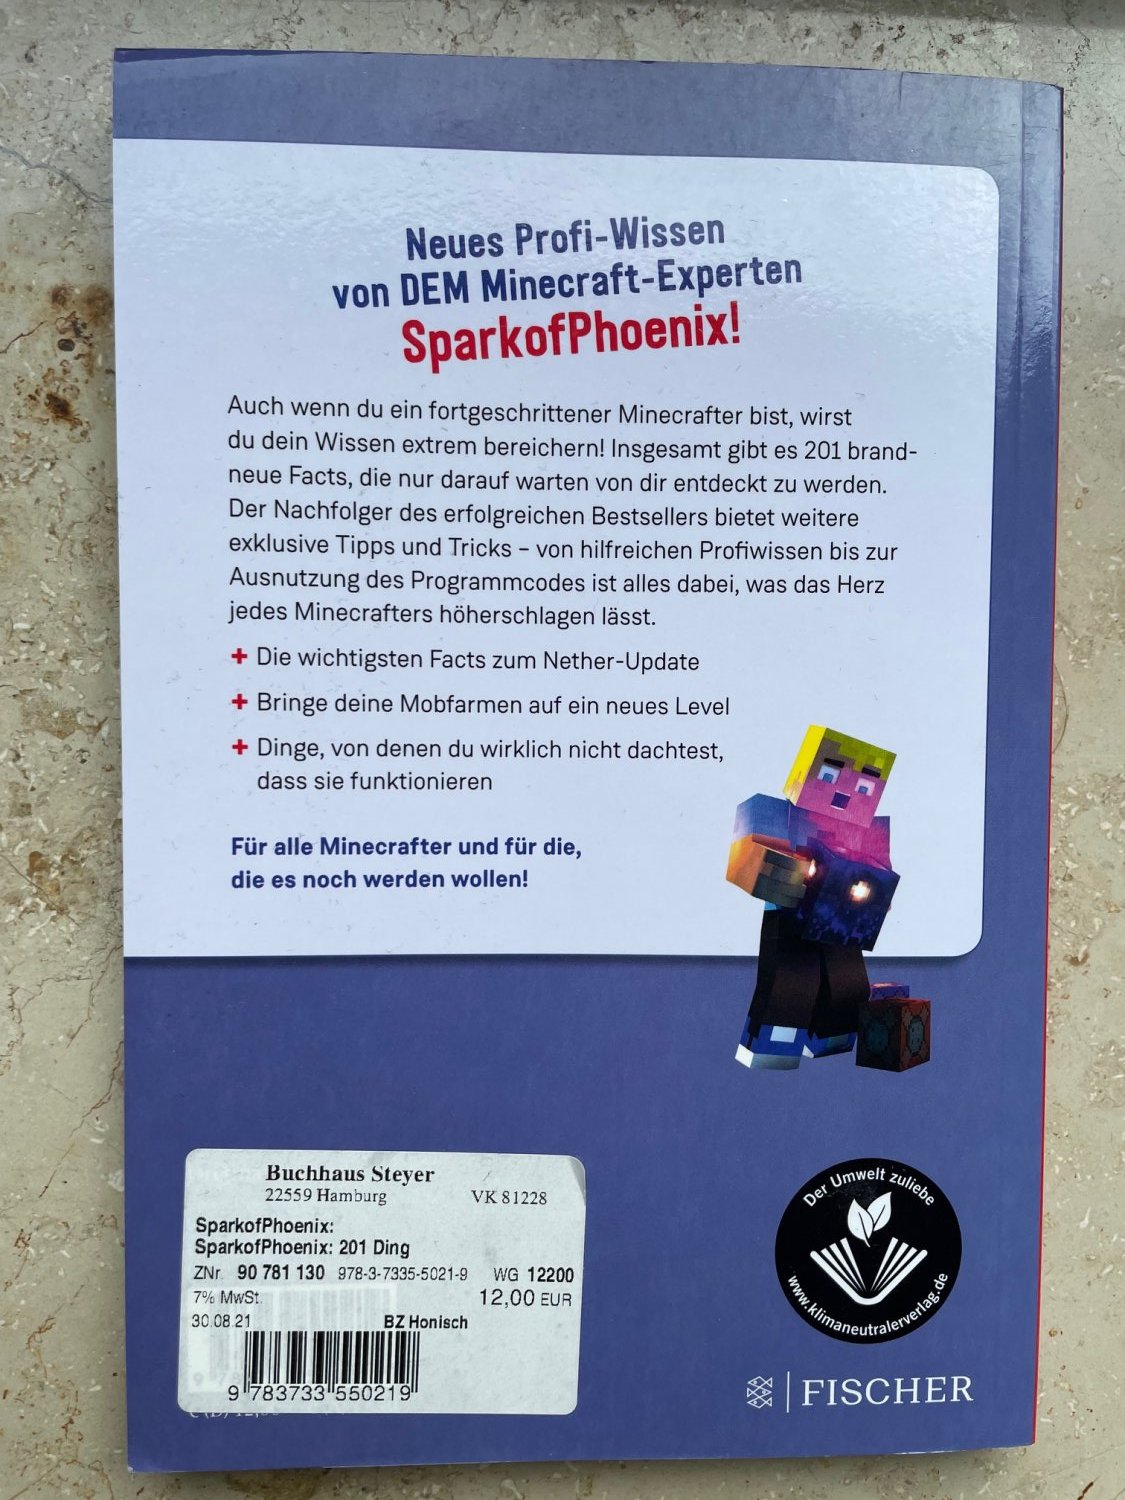 Neues Profi-Wissen
von DEM Minecraft-Experten
SparkofPhoenix!
Auch wenn du ein fortgeschrittener Minecrafter bist, wirst
du dein Wissen extrem bereichern! Insgesamt gibt es 201 brand-
neue Facts, die nur darauf warten von dir entdeckt zu werden.
Der Nachfolger des erfolgreichen Bestsellers bietet weitere
exklusive Tipps und Tricks – von hilfreichen Profiwissen bis zur
Ausnutzung des Programmcodes ist alles dabei, was das Herz
jedes Minecrafters höherschlagen lässt.
+ Die wichtigsten Facts zum Nether-Update
+ Bringe deine Mobfarmen auf ein neues Level
+ Dinge, von denen du wirklich nicht dachtest,
dass sie funktionieren
Für alle Minecrafter und für die,
die es noch werden wollen!
Buchhaus Steyer
22559 Hamburg VK 81228
SparkofPhoenix:
SparkofPhoenix: 201 Ding
ZNr. 90 781 130 978-3-7335-5021-9 WG 12200
7% MwSt. 12,00 EUR
30.08.21 BZ Honisch
9 783733 550219
Der Umwelt zuliebe
www.klimaneutralerverlag.de
FISCHER